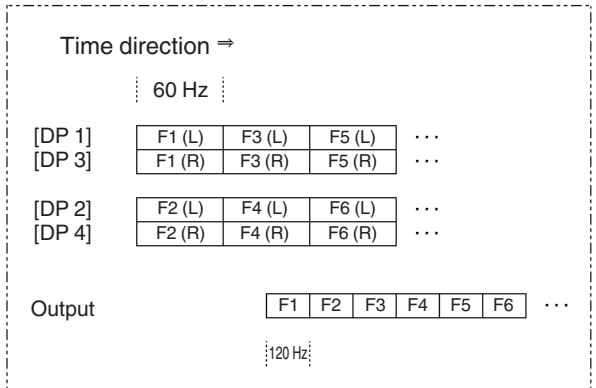 Time direction ⇒
60 Hz
[DP 1] F1 (L) F3 (L) F5 (L) ···
[DP 3] F1 (R) F3 (R) F5 (R) ···
[DP 2] F2 (L) F4 (L) F6 (L) ···
[DP 4] F2 (R) F4 (R) F6 (R) ···
Output F1 F2 F3 F4 F5 F6 ···
120 Hz